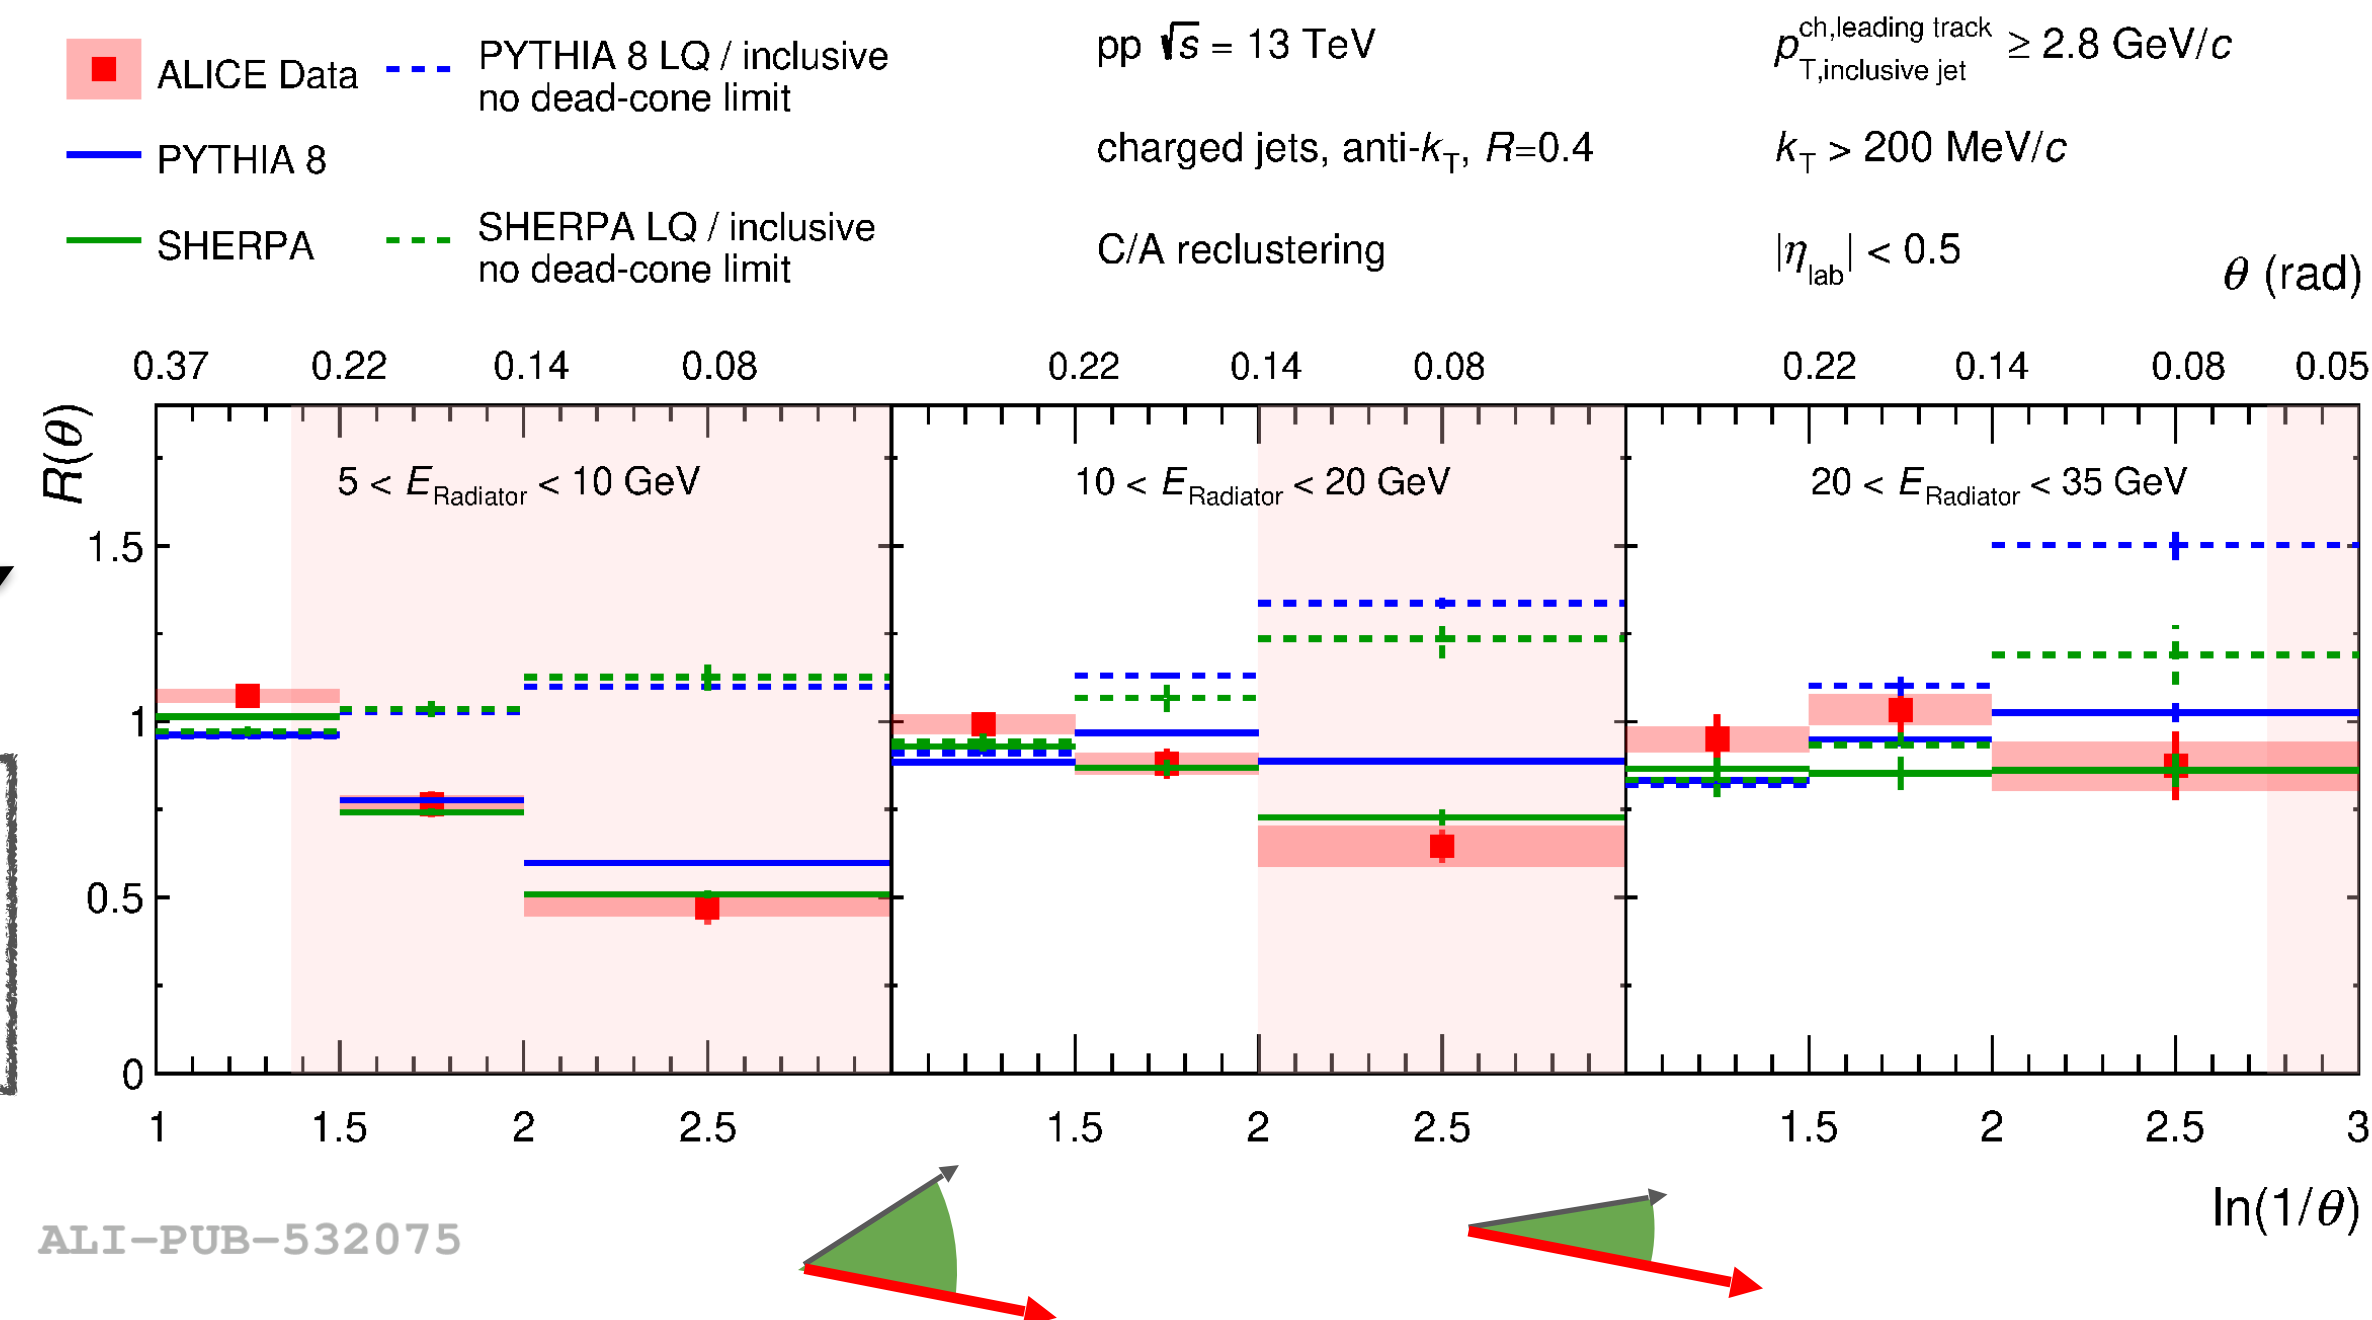 ALICE Data
PYTHIA 8
SHERPA
PYTHIA 8 LQ / inclusive
no dead-cone limit
SHERPA LQ / inclusive
no dead-cone limit
pp √s = 13 TeV
charged jets, anti-kT, R=0.4
C/A reclustering
pT,inclusive jet ch,leading track ≥ 2.8 GeV/c
kT > 200 MeV/c
|ηlab| < 0.5
θ (rad)
0.37 0.22 0.14 0.08 0.22 0.14 0.08 0.22 0.14 0.08 0.05
R(θ)
5 < ERadiator < 10 GeV
10 < ERadiator < 20 GeV
20 < ERadiator < 35 GeV
1.5
1
0.5
0
1 1.5 2 2.5 1.5 2 2.5 1.5 2 2.5 3
ln(1/θ)
ALI-PUB-532075